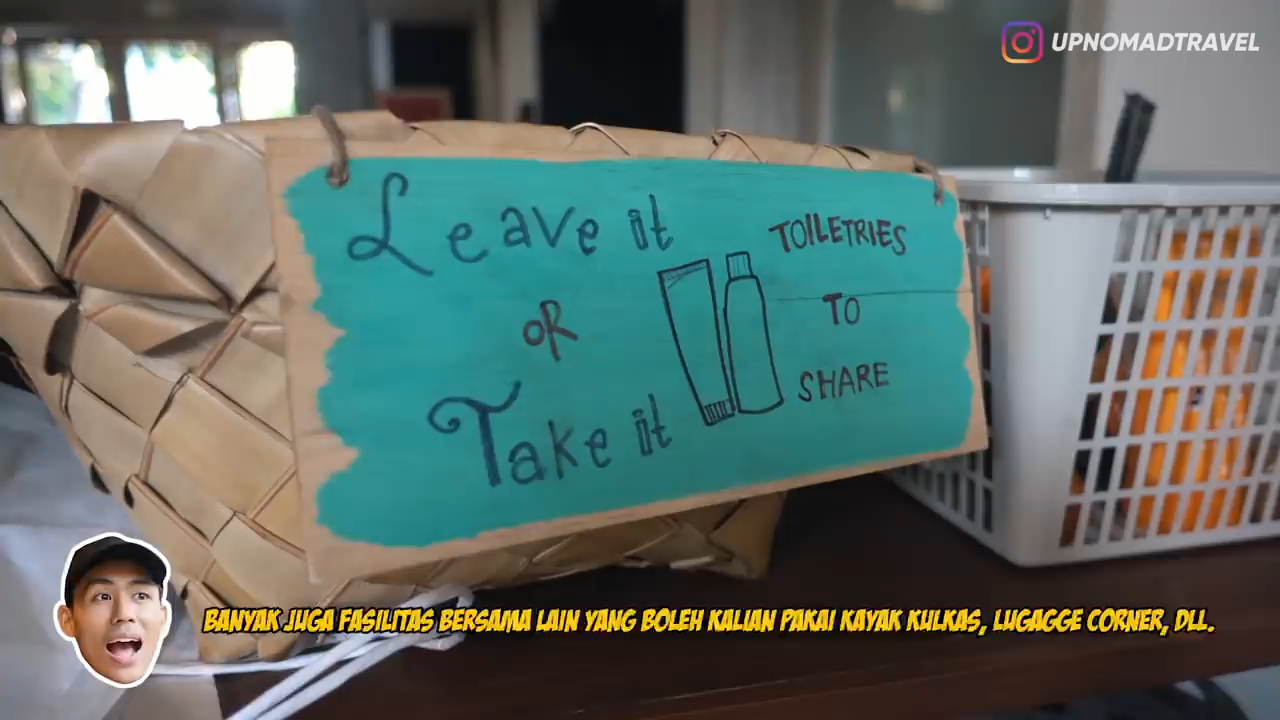 UPNOMADTRAVEL
Leave it
OR
Take it
TOILETRIES
TO
SHARE
BANYAK JUGA FASILITAS BERSAMA LAIN YANG BOLEH KALIAN PAKAI KAYAK KULKAS, LUGAGGE CORNER, DLL.